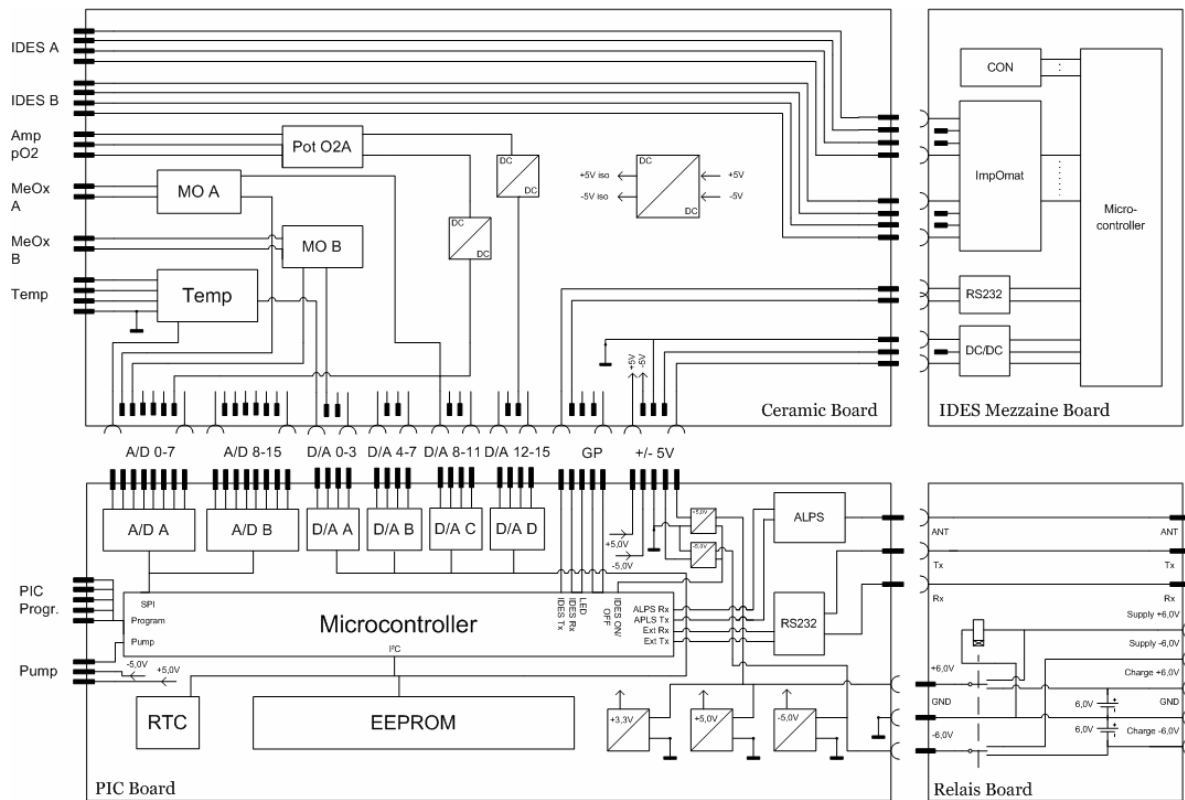 IDES A
IDES B
Amp
pO2
MeOx
A
MeOx
B
Temp
Pot O2A
MO A
MO B
Temp
DC
DC
DC
DC
DC
DC
+5V iso
-5V iso
+5V
-5V
+5V
-5V
Ceramic Board
CON
ImpOmat
Micro-
controller
RS232
DC/DC
IDES Mezzaine Board
A/D 0-7
A/D 8-15
D/A 0-3
D/A 4-7
D/A 8-11
D/A 12-15
GP
+/- 5V
A/D A
A/D B
D/A A
D/A B
D/A C
D/A D
+5,0V
-5,0V
+5,0V
-5,0V
ALPS
PIC
Progr.
Pump
-5,0V
+5,0V
SPI
Program
Pump
Microcontroller
I²C
IDES Tx
IDES Rx
LED
IDES ON/
OFF
ALPS Rx
APLS Tx
Ext Rx
Ext Tx
RS232
RTC
EEPROM
+3,3V
+5,0V
-5,0V
PIC Board
ANT
ANT
Tx
Tx
Rx
Rx
Supply +6,0V
Supply -6,0V
Charge +6,0V
+6,0V
GND
GND
6,0V
6,0V
-6,0V
Charge -6,0V
Relais Board